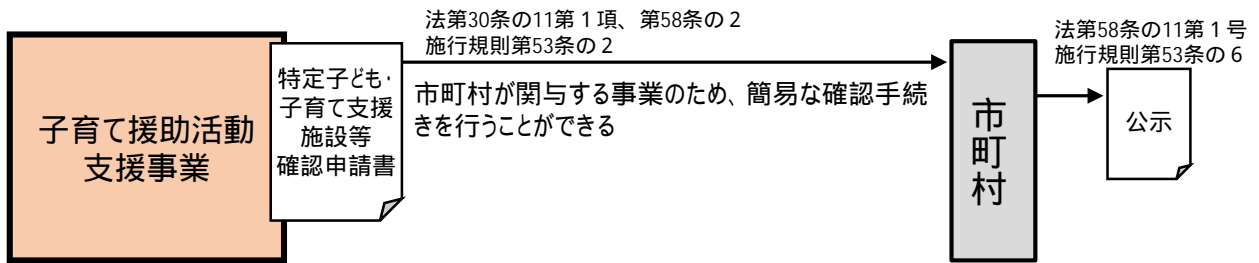 法第30条の11第１項、第58条の２
施行規則第53条の２
法第58条の11第１号
施行規則第53条の６
子育て援助活動
支援事業
特定子ども・
子育て支援
施設等
確認申請書
市町村が関与する事業のため、簡易な確認手続
きを行うことができる
市町村
公示